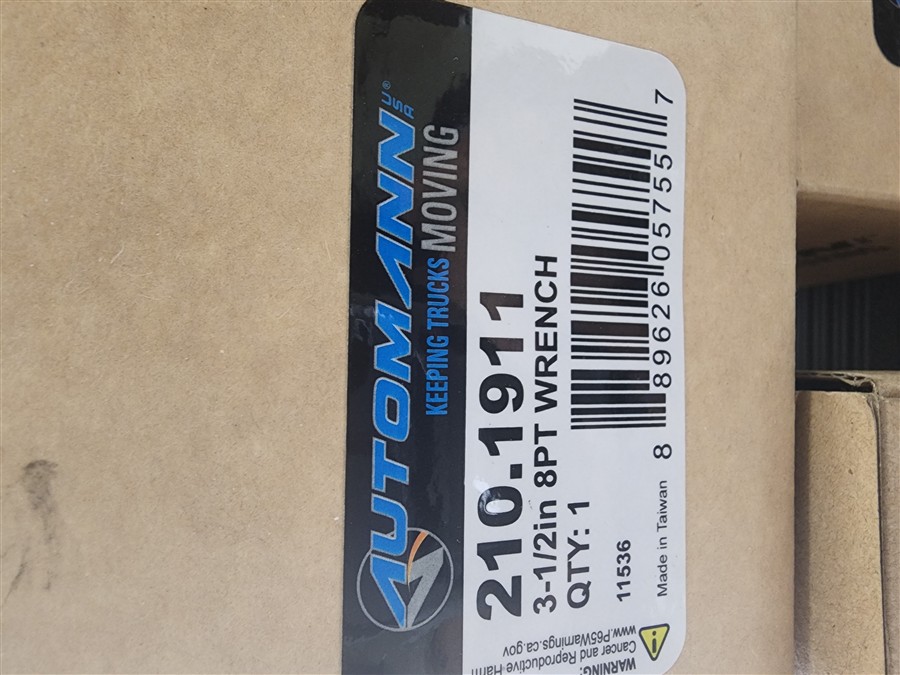 AUTOMANN USA®
KEEPING TRUCKS MOVING
210.1911
3-1/2in 8PT WRENCH
QTY: 1
8 89626 05755 7
11536
Made in Taiwan
WARNING:
Cancer and Reproductive Harm
www.P65Warnings.ca.gov